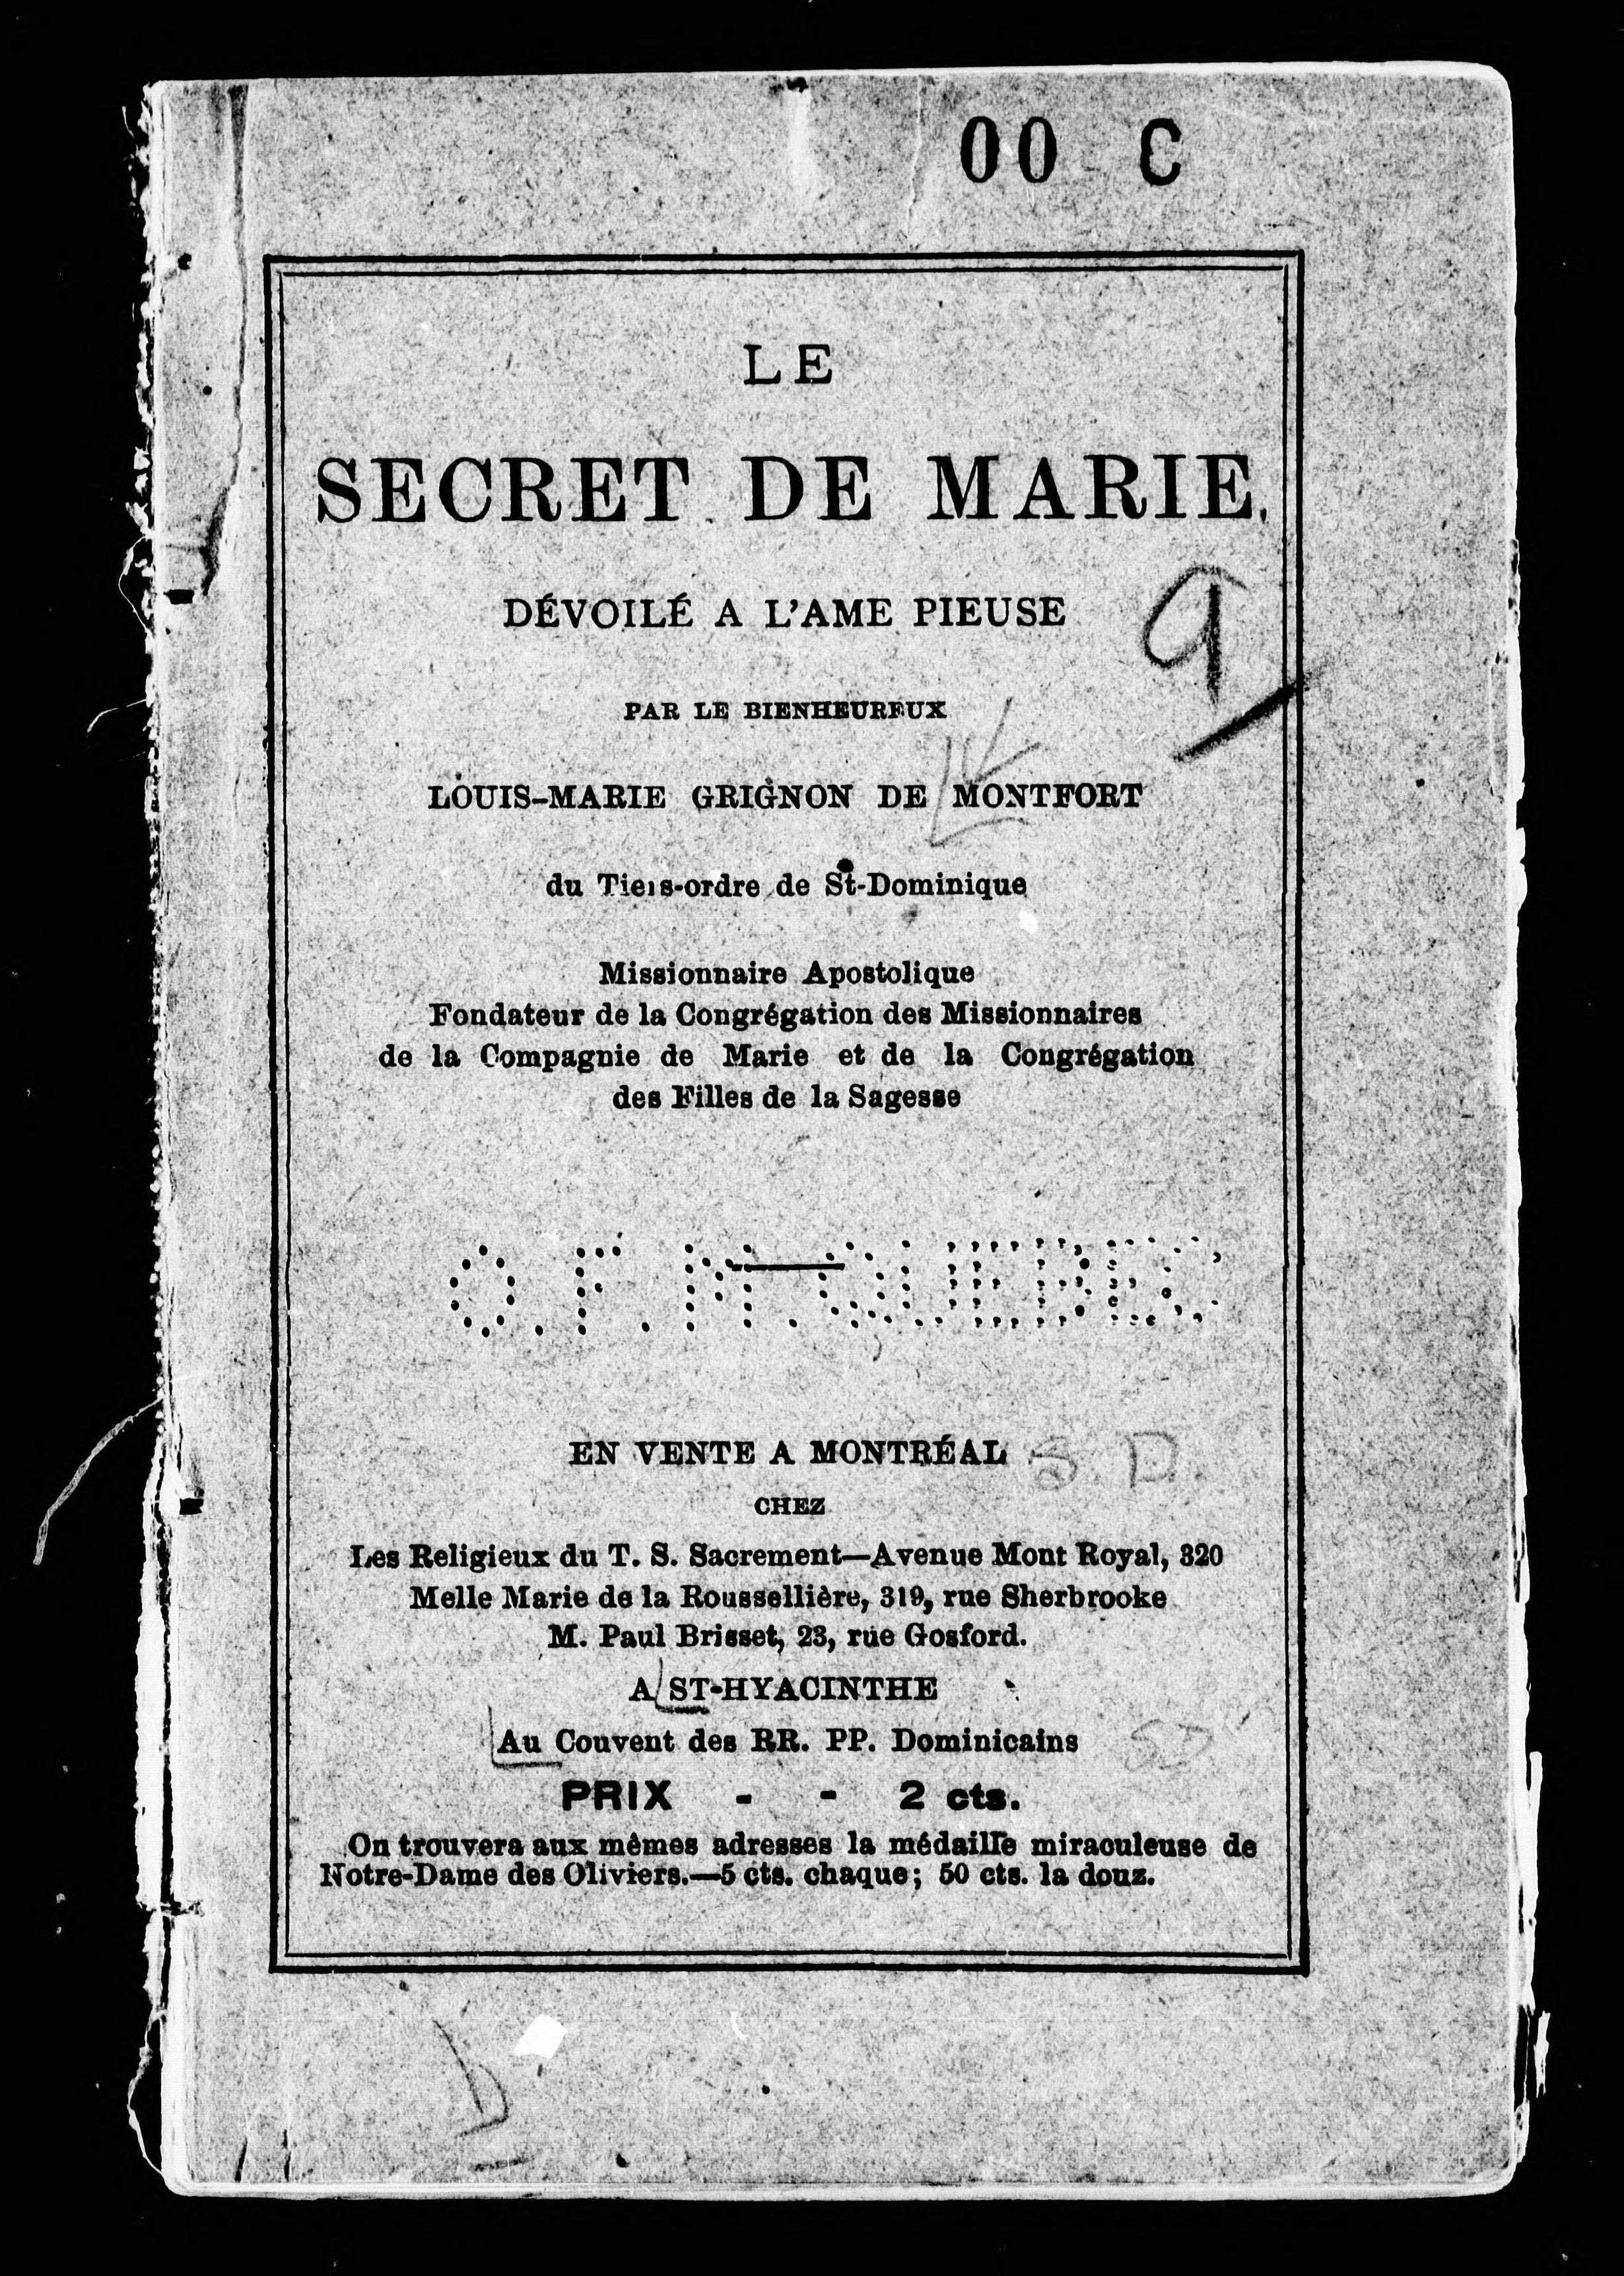 00 C
LE
SECRET DE MARIE,
DÉVOILÉ A L'AME PIEUSE
9
PAR LE BIENHEUREUX
LOUIS-MARIE GRIGNON DE MONTFORT
du Tiers-ordre de St-Dominique
Missionnaire Apostolique
Fondateur de la Congrégation des Missionnaires
de la Compagnie de Marie et de la Congrégation
des Filles de la Sagesse
O.F.M.-QUEBEC.
EN VENTE A MONTRÉAL S. D.
CHEZ
Les Religieux du T. S. Sacrement—Avenue Mont Royal, 320
Melle Marie de la Roussellière, 319, rue Sherbrooke
M. Paul Brisset, 23, rue Gosford.
A ST-HYACINTHE
Au Couvent des RR. PP. Dominicains SD
PRIX - - 2 cts.
On trouvera aux mêmes adresses la médaille miraculeuse de
Notre-Dame des Oliviers.—5 cts. chaque; 50 cts. la douz.